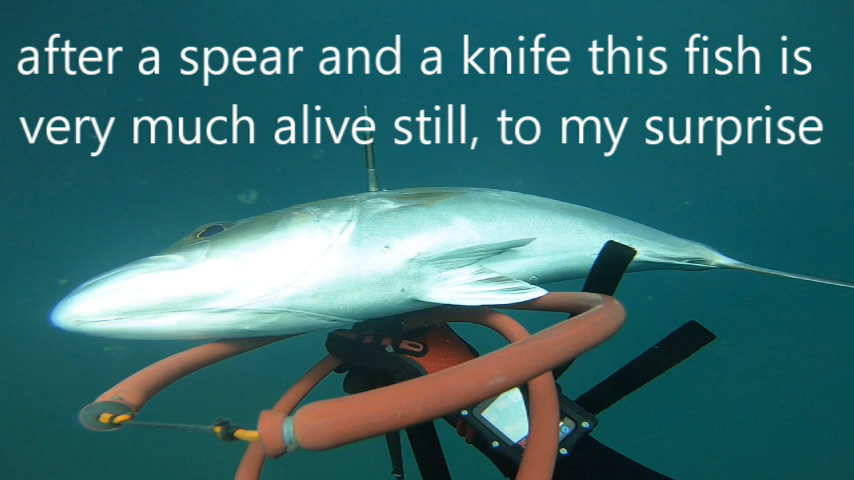 after a spear and a knife this fish is
very much alive still, to my surprise